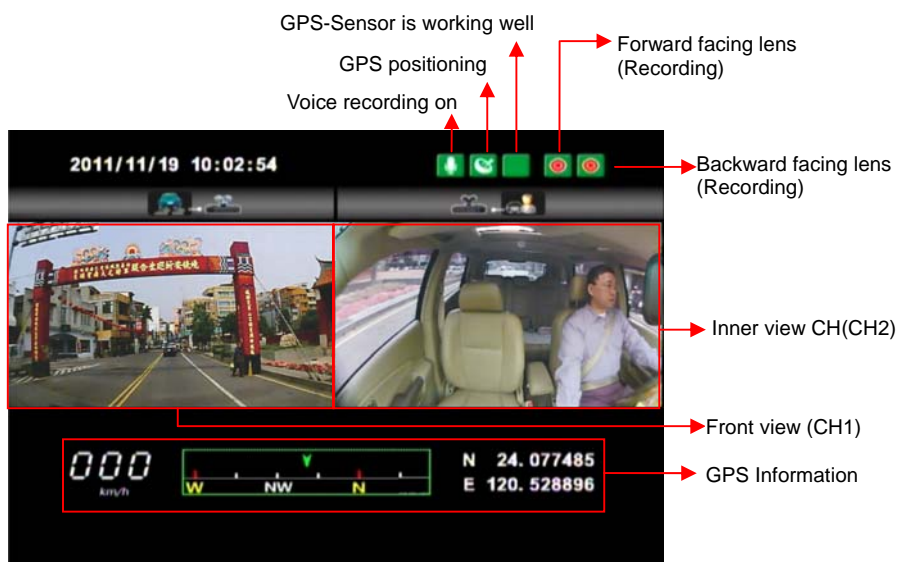 GPS-Sensor is working well
GPS positioning
Voice recording on
Forward facing lens
(Recording)
2011/11/19 10:02:54
Backward facing lens
(Recording)
Inner view CH(CH2)
Front view (CH1)
000
km/h
W NW N
N 24. 077485
E 120. 528896
GPS Information